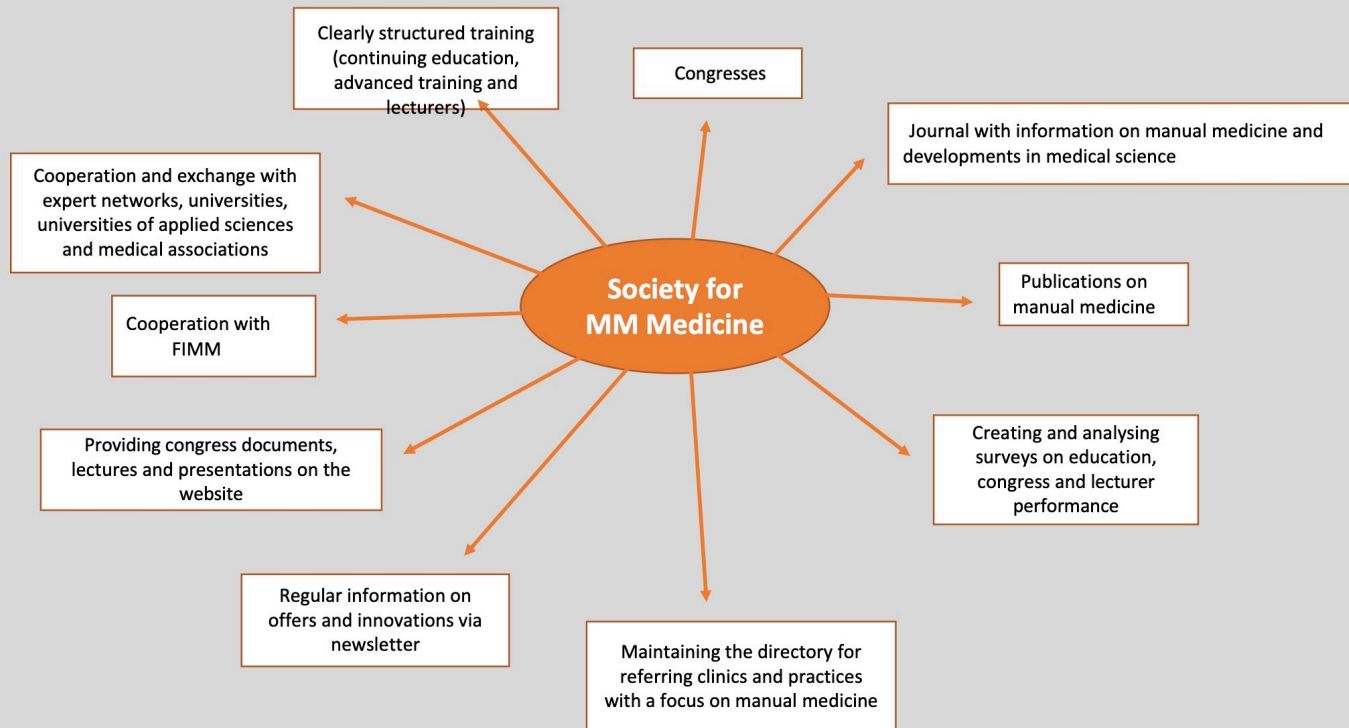 Clearly structured training
(continuing education,
advanced training and
lecturers)
Congresses
Journal with information on manual medicine and
developments in medical science
Cooperation and exchange with
expert networks, universities,
universities of applied sciences
and medical associations
Society for
MM Medicine
Publications on
manual medicine
Cooperation with
FIMM
Providing congress documents,
lectures and presentations on the
website
Creating and analysing
surveys on education,
congress and lecturer
performance
Regular information on
offers and innovations via
newsletter
Maintaining the directory for
referring clinics and practices
with a focus on manual medicine